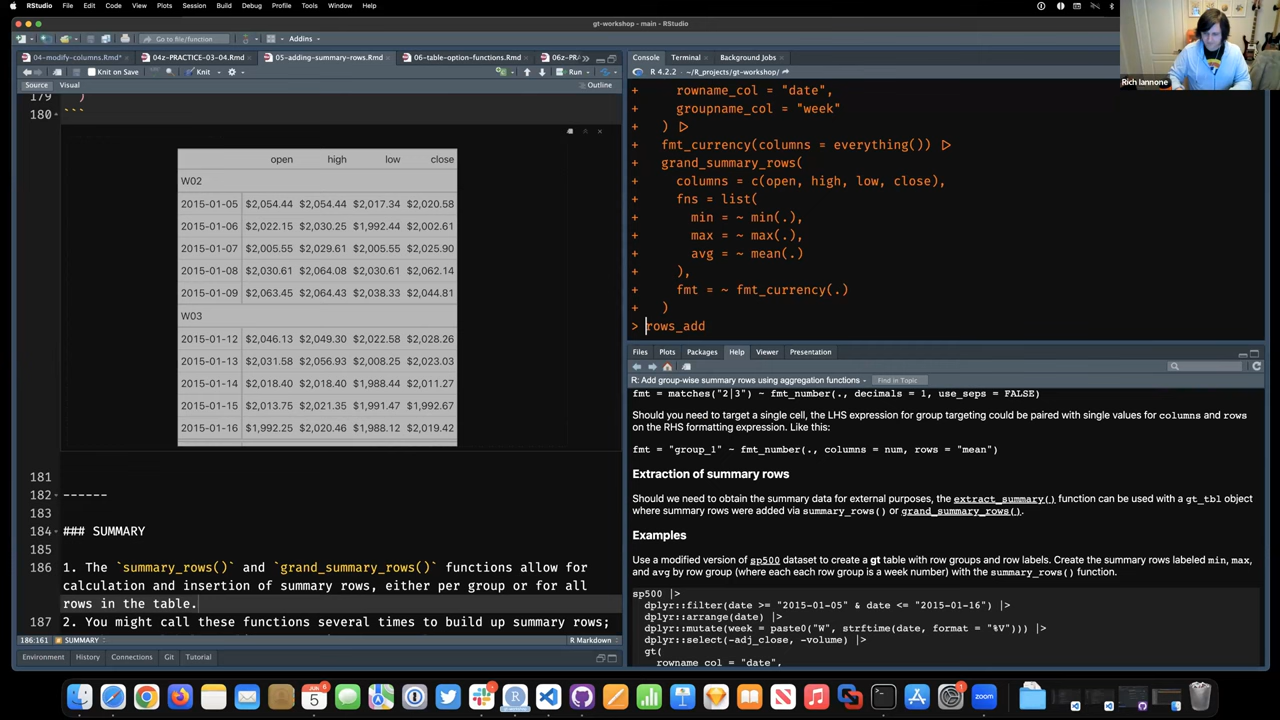 RStudio File Edit Code View Plots Session Build Debug Profile Tools Window Help
gt-workshop - main - RStudio
Go to file/function Addins
04-modify-columns.Rmd* 04z-PRACTICE-03-04.Rmd 05-adding-summary-rows.Rmd 06-table-option-functions.Rmd
Knit on Save Knit Run
Source Visual Outline
179 )
180 ```
open high low close
W02
2015-01-05 $2,054.44 $2,054.44 $2,017.34 $2,020.58
2015-01-06 $2,022.15 $2,030.25 $1,992.44 $2,002.61
2015-01-07 $2,005.55 $2,029.61 $2,005.55 $2,025.90
2015-01-08 $2,030.61 $2,064.08 $2,030.61 $2,062.14
2015-01-09 $2,063.45 $2,064.43 $2,038.33 $2,044.81
W03
2015-01-12 $2,046.13 $2,049.30 $2,022.58 $2,028.26
2015-01-13 $2,031.58 $2,056.93 $2,008.25 $2,023.03
2015-01-14 $2,018.40 $2,018.40 $1,988.44 $2,011.27
2015-01-15 $2,013.75 $2,021.35 $1,991.47 $1,992.67
2015-01-16 $1,992.25 $2,020.46 $1,988.12 $2,019.42
181
182 ------
183
184 ### SUMMARY
185
186 1. The `summary_rows()` and `grand_summary_rows()` functions allow for
calculation and insertion of summary rows, either per group or for all
rows in the table.
187 2. You might call these functions several times to build up summary rows;
186:161 SUMMARY R Markdown
Environment History Connections Git Tutorial
Console Terminal Background Jobs
R 4.2.2 · ~/R_projects/gt-workshop/
+ rowname_col = "date",
+ groupname_col = "week"
+ ) |>
+ fmt_currency(columns = everything()) |>
+ grand_summary_rows(
+ columns = c(open, high, low, close),
+ fns = list(
+ min = ~ min(.),
+ max = ~ max(.),
+ avg = ~ mean(.)
+ ),
+ fmt = ~ fmt_currency(.)
+ )
> rows_add
Files Plots Packages Help Viewer Presentation
R: Add group-wise summary rows using aggregation functions Find in Topic
fmt = matches("2|3") ~ fmt_number(., decimals = 1, use_seps = FALSE)
Should you need to target a single cell, the LHS expression for group targeting could be paired with single values for columns and rows
on the RHS formatting expression. Like this:
fmt = "group_1" ~ fmt_number(., columns = num, rows = "mean")
Extraction of summary rows
Should we need to obtain the summary data for external purposes, the extract_summary() function can be used with a gt_tbl object
where summary rows were added via summary_rows() or grand_summary_rows().
Examples
Use a modified version of sp500 dataset to create a gt table with row groups and row labels. Create the summary rows labeled min, max,
and avg by row group (where each each row group is a week number) with the summary_rows() function.
sp500 |>
dplyr::filter(date >= "2015-01-05" & date <= "2015-01-16") |>
dplyr::arrange(date) |>
dplyr::mutate(week = paste0("W", strftime(date, format = "%V"))) |>
dplyr::select(-adj_close, -volume) |>
gt(
rowname_col = "date",
Rich Iannone
JUN
5
zoom